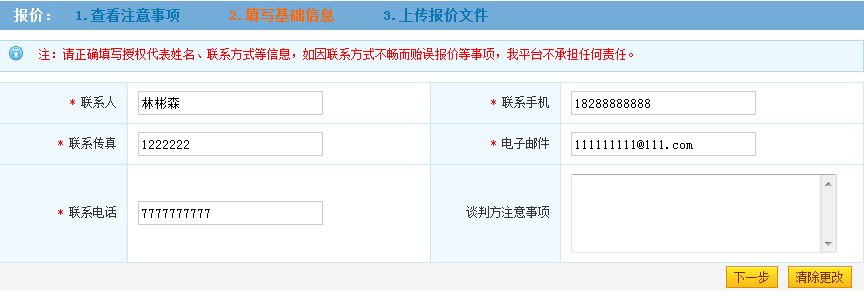 报价： 1.查看注意事项 2.填写基础信息 3.上传报价文件
注：请正确填写授权代表姓名、联系方式等信息，如因联系方式不畅而贻误报价等事项，我平台不承担任何责任。
* 联系人 林彬森 * 联系手机 18288888888
* 联系传真 1222222 * 电子邮件 111111111@111.com
* 联系电话 7777777777 谈判方注意事项
下一步 清除更改